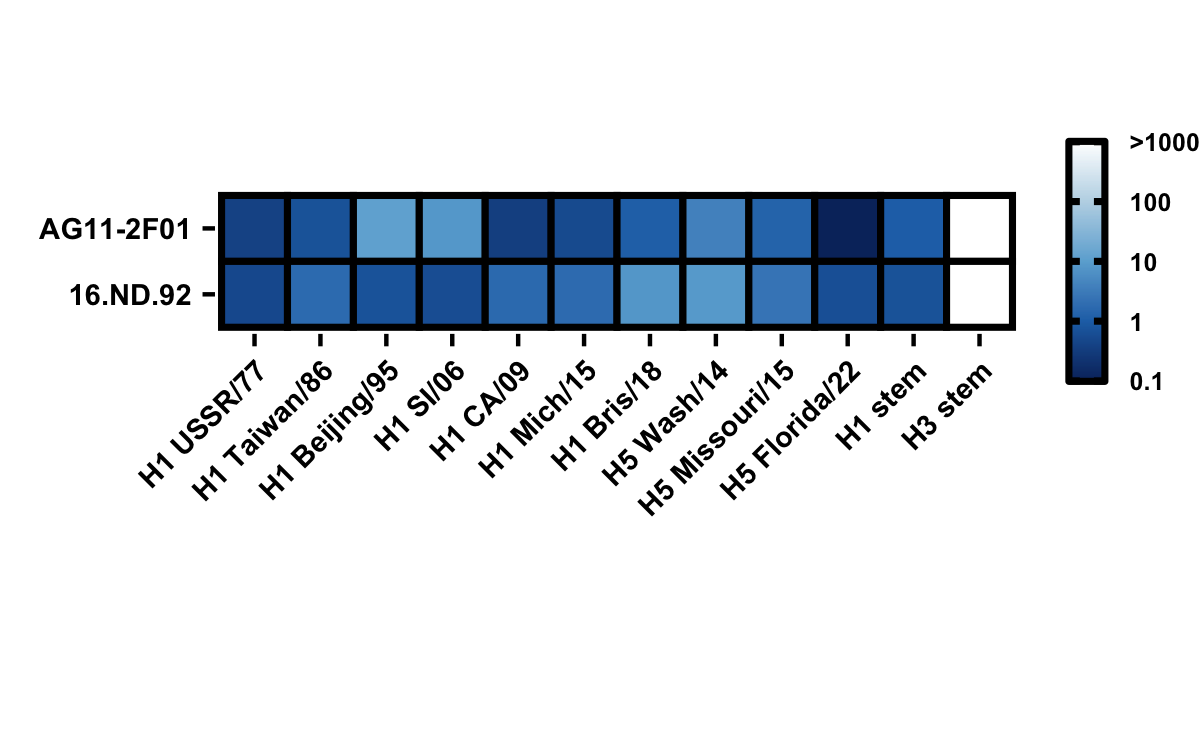 AG11-2F01
16.ND.92
H1 USSR/77
H1 Taiwan/86
H1 Beijing/95
H1 SI/06
H1 CA/09
H1 Mich/15
H1 Bris/18
H5 Wash/14
H5 Missouri/15
H5 Florida/22
H1 stem
H3 stem
>1000
100
10
1
0.1